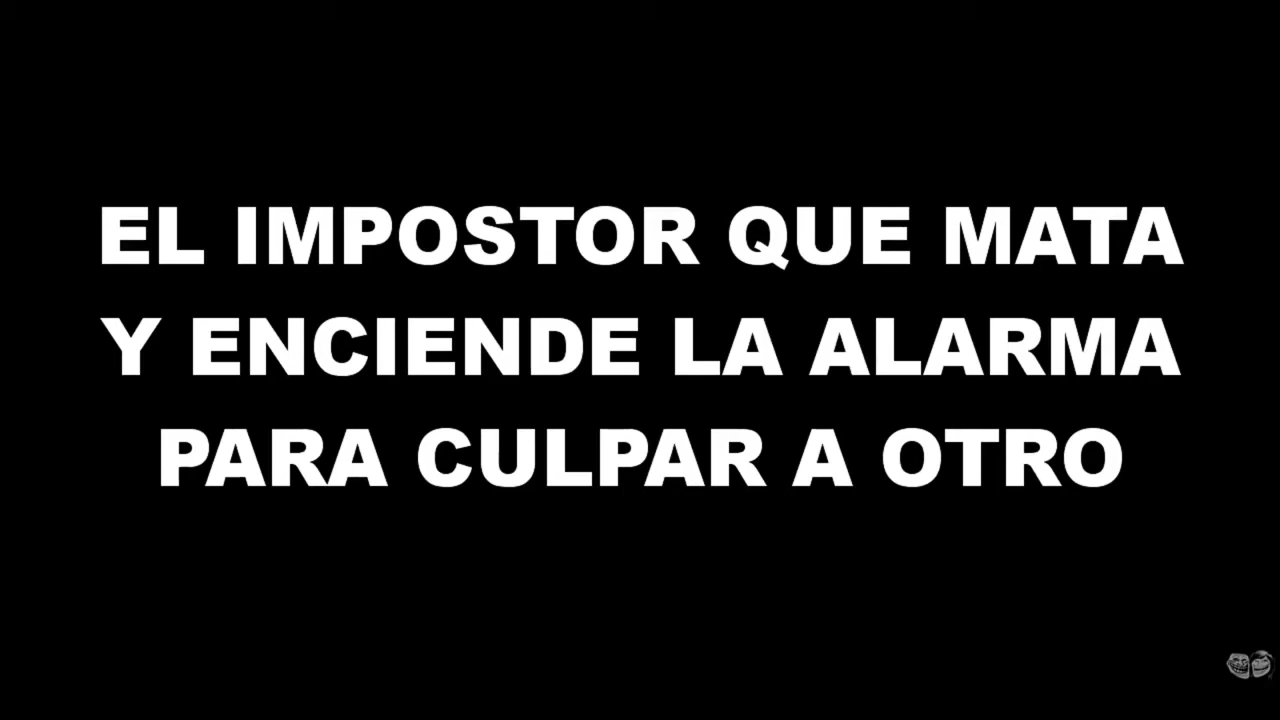 EL IMPOSTOR QUE MATA
Y ENCIENDE LA ALARMA
PARA CULPAR A OTRO